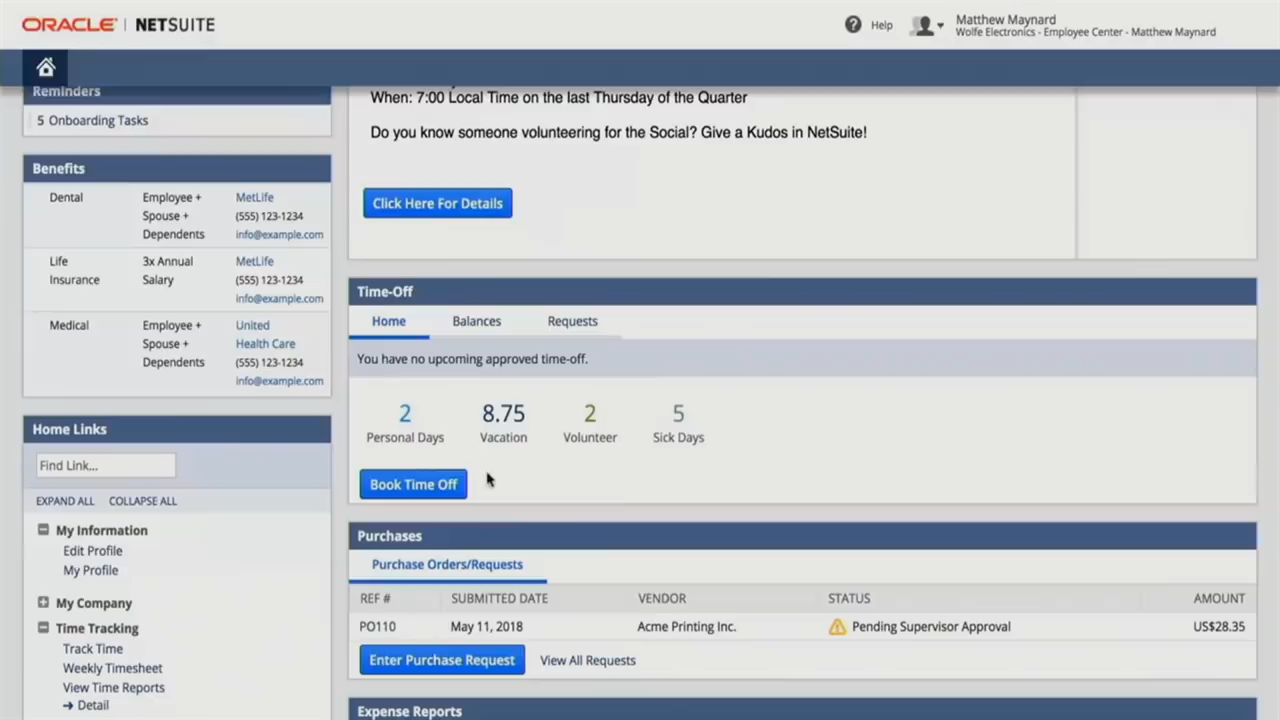 ORACLE | NETSUITE
Help
Matthew Maynard
Wolfe Electronics - Employee Center - Matthew Maynard
Reminders
5 Onboarding Tasks
Benefits
Dental Employee + MetLife
Spouse + (555) 123-1234
Dependents info@example.com
Life 3x Annual MetLife
Insurance Salary (555) 123-1234
info@example.com
Medical Employee + United
Spouse + Health Care
Dependents (555) 123-1234
info@example.com
Home Links
Find Link...
EXPAND ALL COLLAPSE ALL
My Information
Edit Profile
My Profile
My Company
Time Tracking
Track Time
Weekly Timesheet
View Time Reports
Detail
When: 7:00 Local Time on the last Thursday of the Quarter
Do you know someone volunteering for the Social? Give a Kudos in NetSuite!
Click Here For Details
Time-Off
Home Balances Requests
You have no upcoming approved time-off.
2 8.75 2 5
Personal Days Vacation Volunteer Sick Days
Book Time Off
Purchases
Purchase Orders/Requests
REF # SUBMITTED DATE VENDOR STATUS AMOUNT
PO110 May 11, 2018 Acme Printing Inc. Pending Supervisor Approval US$28.35
Enter Purchase Request View All Requests
Expense Reports